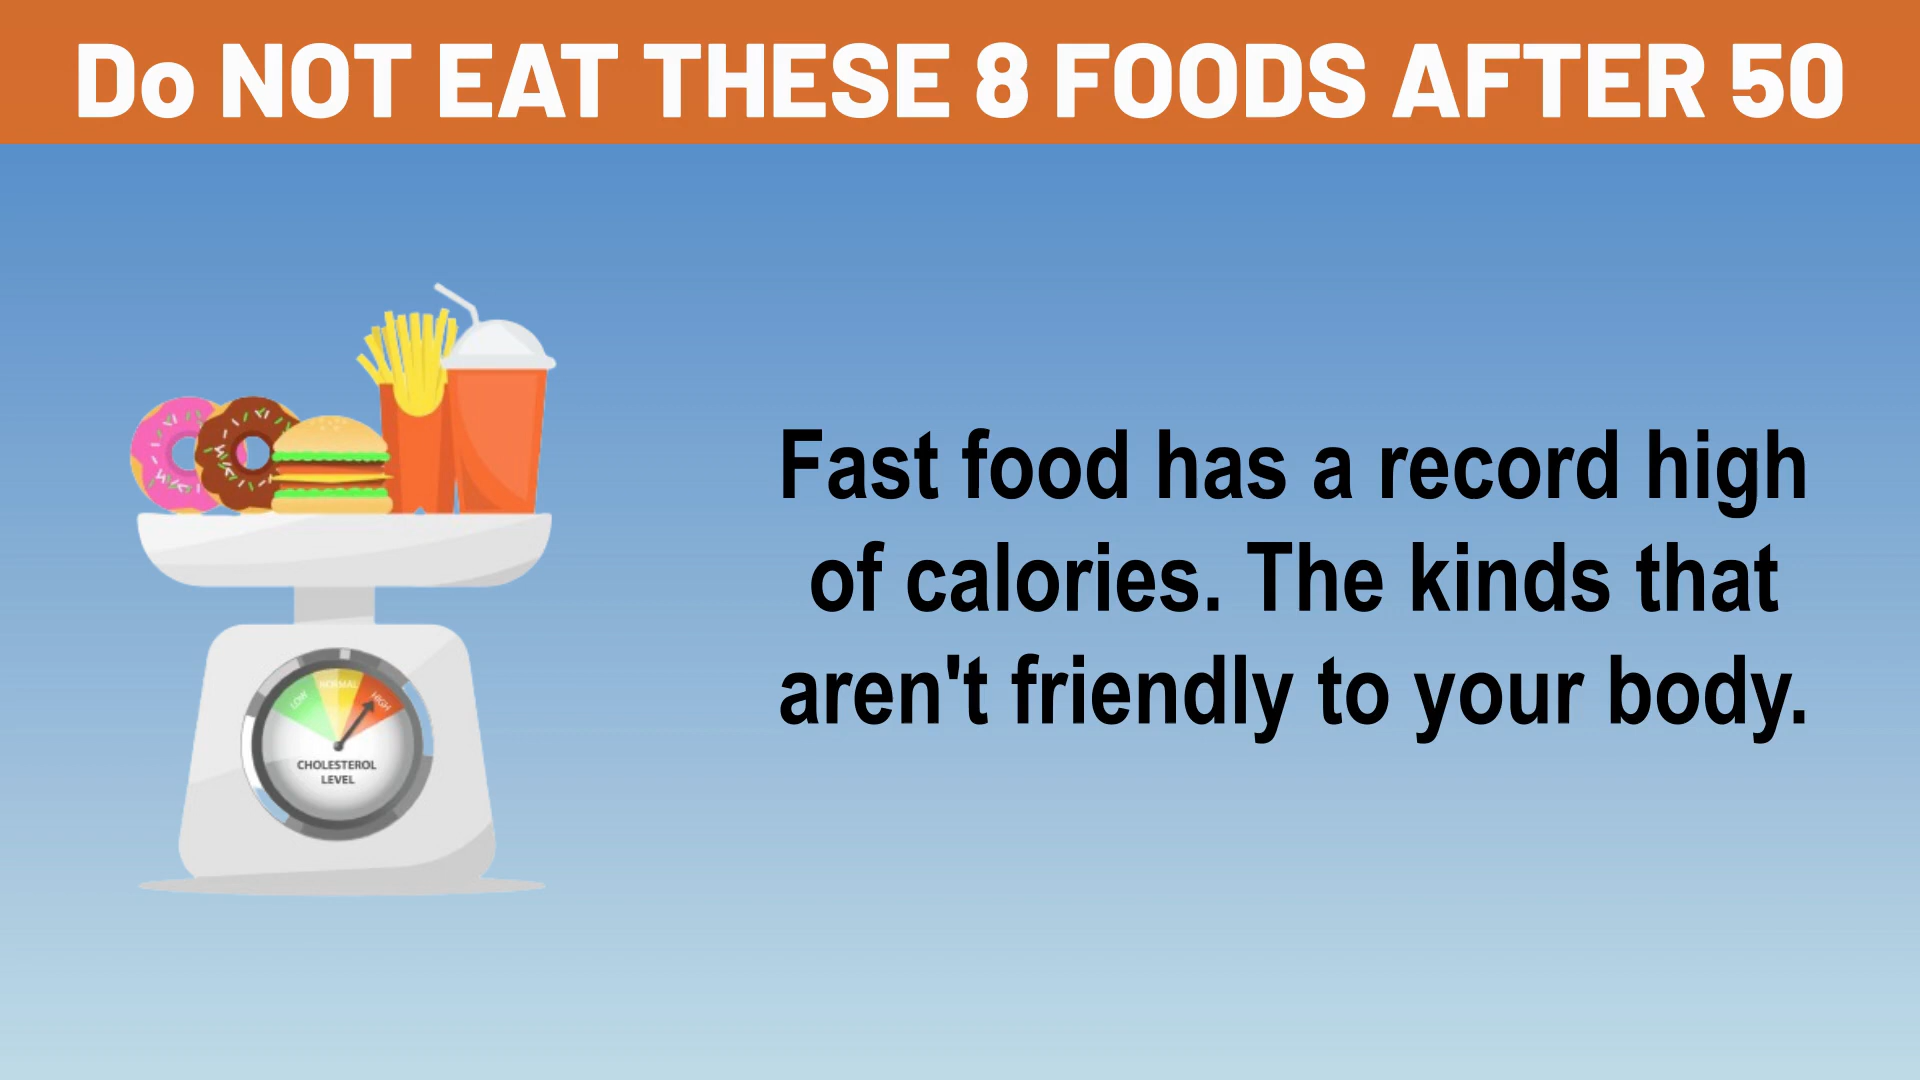 Do NOT EAT THESE 8 FOODS AFTER 50
Fast food has a record high
of calories. The kinds that
aren't friendly to your body.
LOW
NORMAL
HIGH
CHOLESTEROL
LEVEL